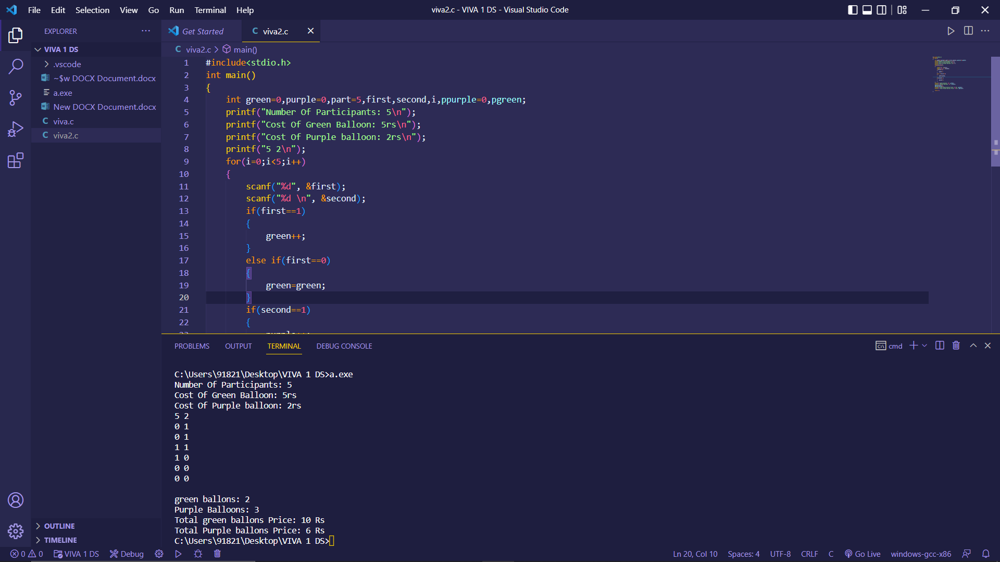 File Edit Selection View Go Run Terminal Help
viva2.c - VIVA 1 DS - Visual Studio Code
EXPLORER
VIVA 1 DS
.vscode
~$w DOCX Document.docx
a.exe
New DOCX Document.docx
C viva.c
C viva2.c
OUTLINE
TIMELINE
Get Started
C viva2.c
C viva2.c > main()
1 #include<stdio.h>
2 int main()
3 {
4 int green=0,purple=0,part=5,first,second,i,ppurple=0,pgreen;
5 printf("Number Of Participants: 5\n");
6 printf("Cost Of Green Balloon: 5rs\n");
7 printf("Cost Of Purple balloon: 2rs\n");
8 printf("5 2\n");
9 for(i=0;i<5;i++)
10 {
11 scanf("%d", &first);
12 scanf("%d \n", &second);
13 if(first==1)
14 {
15 green++;
16 }
17 else if(first==0)
18 {
19 green=green;
20 }
21 if(second==1)
22 {
PROBLEMS OUTPUT TERMINAL DEBUG CONSOLE
cmd
C:\Users\91821\Desktop\VIVA 1 DS>a.exe
Number Of Participants: 5
Cost Of Green Balloon: 5rs
Cost Of Purple balloon: 2rs
5 2
0 1
0 1
1 1
1 0
0 0
0 0
green ballons: 2
Purple Balloons: 3
Total green ballons Price: 10 Rs
Total Purple ballons Price: 6 Rs
C:\Users\91821\Desktop\VIVA 1 DS>
0 0 VIVA 1 DS Debug
Ln 20, Col 10 Spaces: 4 UTF-8 CRLF C Go Live windows-gcc-x86